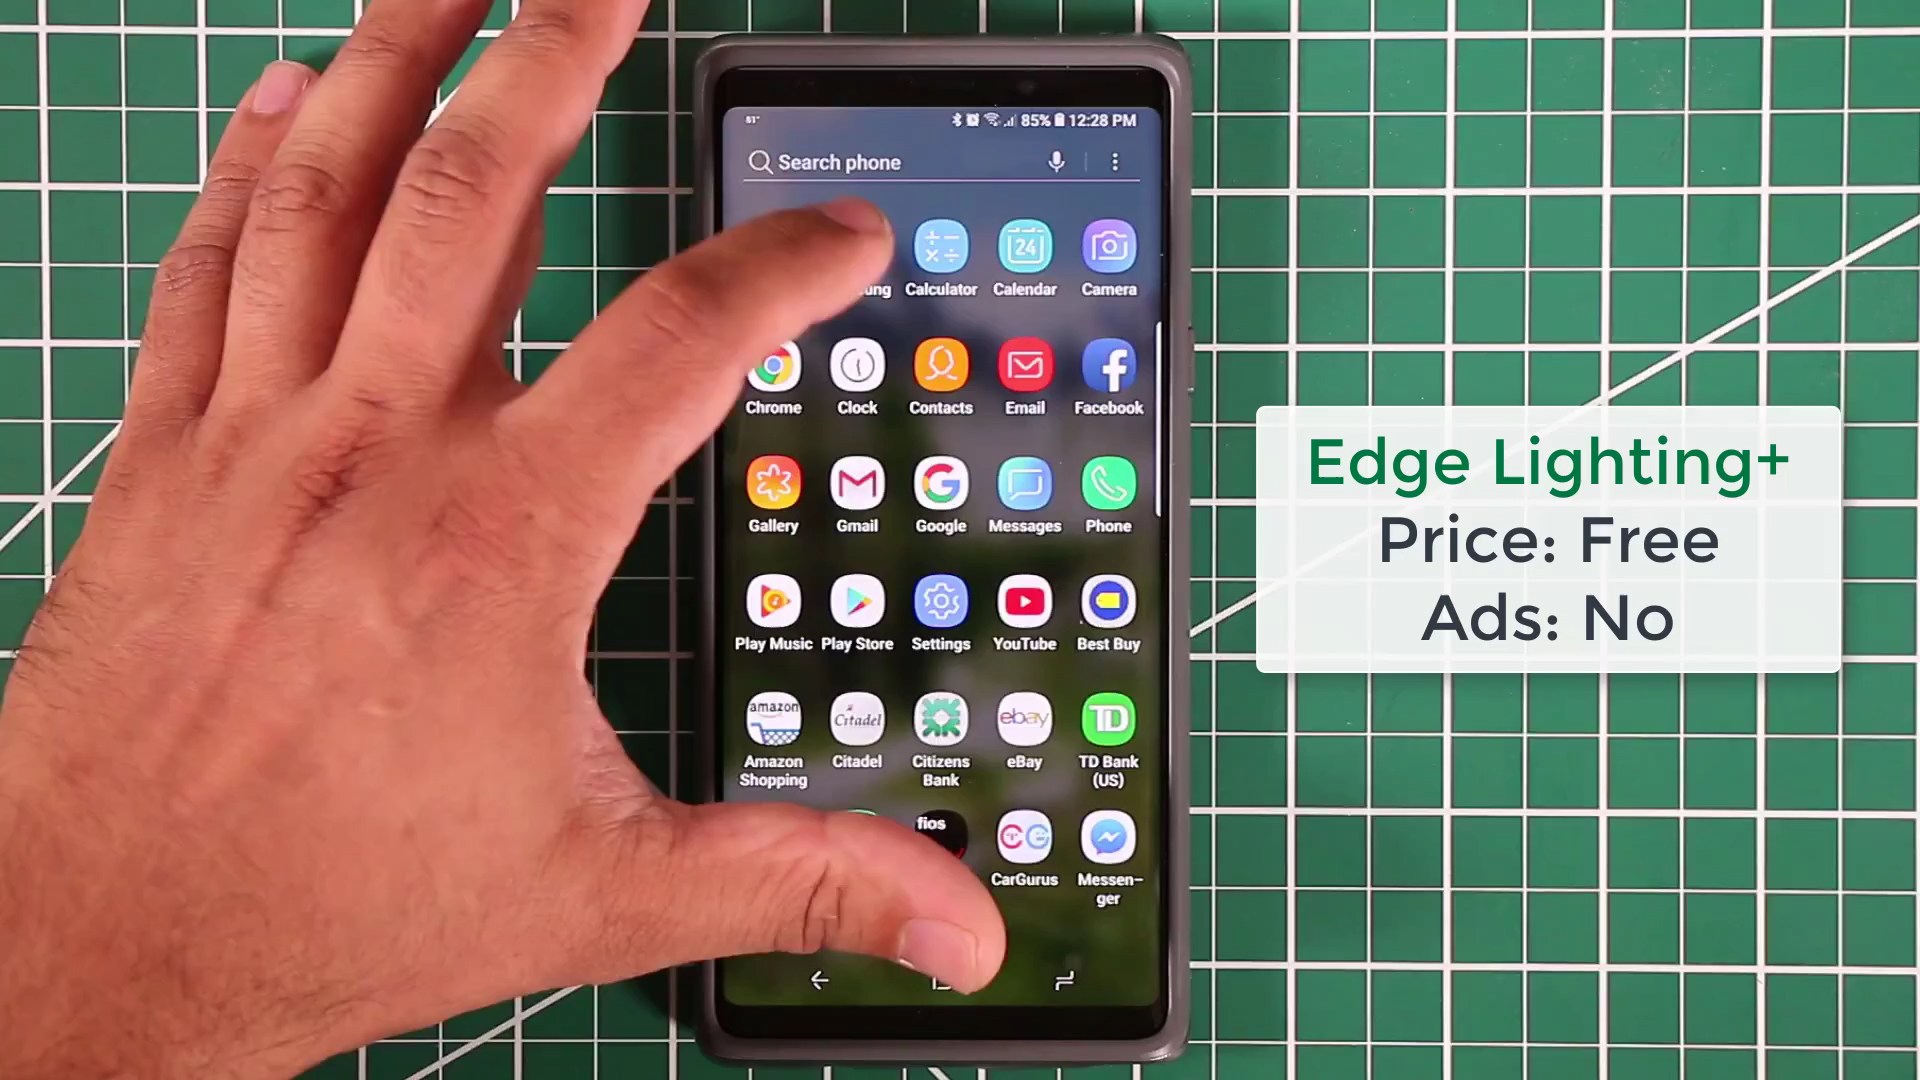 51°
85% 12:28 PM
Search phone
24
Calculator Calendar Camera
Chrome Clock Contacts Email Facebook
Gallery Gmail Google Messages Phone
Play Music Play Store Settings YouTube Best Buy
amazon Citadel ebay TD
Amazon Shopping Citadel Citizens Bank eBay TD Bank (US)
fios
CarGurus Messen-
ger
Edge Lighting+
Price: Free
Ads: No